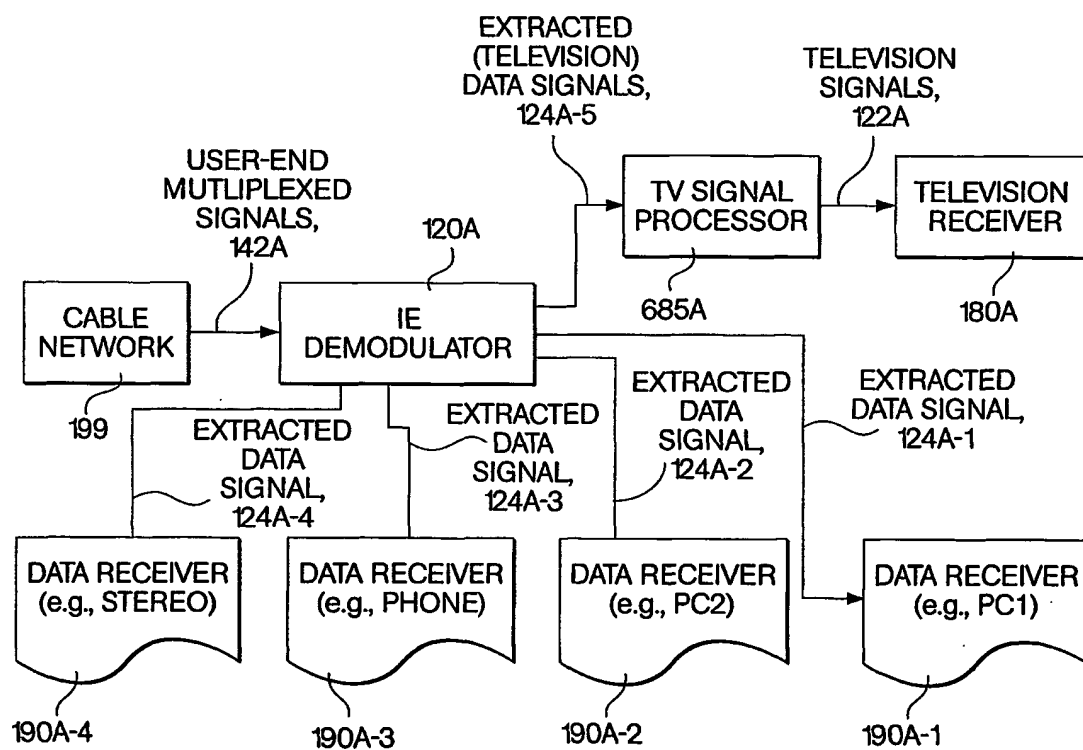 EXTRACTED
(TELEVISION)
DATA SIGNALS,
124A-5
TELEVISION
SIGNALS,
122A
USER-END
MUTLIPLEXED
SIGNALS,
142A
120A
TV SIGNAL
PROCESSOR
TELEVISION
RECEIVER
685A
180A
CABLE
NETWORK
IE
DEMODULATOR
199
EXTRACTED
DATA
SIGNAL,
124A-4
EXTRACTED
DATA
SIGNAL,
124A-3
EXTRACTED
DATA
SIGNAL,
124A-2
EXTRACTED
DATA SIGNAL,
124A-1
DATA RECEIVER
(e.g., STEREO)
DATA RECEIVER
(e.g., PHONE)
DATA RECEIVER
(e.g., PC2)
DATA RECEIVER
(e.g., PC1)
190A-4
190A-3
190A-2
190A-1